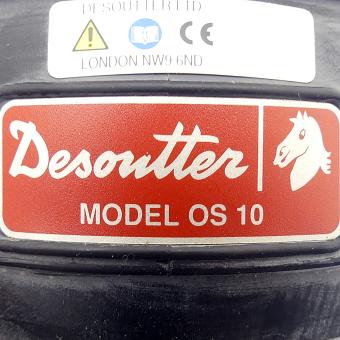 DESOUTTER LTD
CE
LONDON NW9 6ND
Desoutter
MODEL OS 10